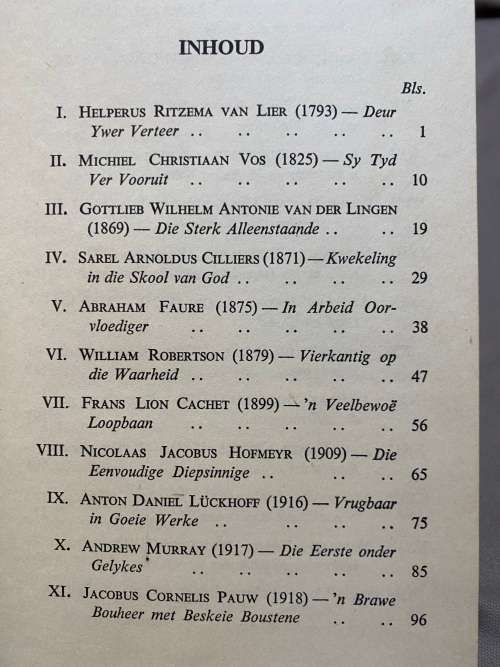 INHOUD
Bls.
I. HELPERUS RITZEMA VAN LIER (1793) — Deur
Ywer Verteer .. .. .. .. .. 1
II. MICHIEL CHRISTIAAN VOS (1825) — Sy Tyd
Ver Vooruit .. .. .. .. .. 10
III. GOTTLIEB WILHELM ANTONIE VAN DER LINGEN
(1869) — Die Sterk Alleenstaande .. .. .. 19
IV. SAREL ARNOLDUS CILLIERS (1871) — Kwekeling
in die Skool van God .. .. .. .. 29
V. ABRAHAM FAURE (1875) — In Arbeid Oor-
vloediger .. .. .. .. .. 38
VI. WILLIAM ROBERTSON (1879) — Vierkantig op
die Waarheid .. .. .. .. .. 47
VII. FRANS LION CACHET (1899) — 'n Veelbewoë
Loopbaan .. .. .. .. .. 56
VIII. NICOLAAS JACOBUS HOFMEYR (1909) — Die
Eenvoudige Diepsinnige .. .. .. .. 65
IX. ANTON DANIEL LÜCKHOFF (1916) — Vrugbaar
in Goeie Werke .. .. .. .. .. 75
X. ANDREW MURRAY (1917) — Die Eerste onder
Gelykes .. .. .. .. .. 85
XI. JACOBUS CORNELIS PAUW (1918) — 'n Brawe
Bouheer met Beskeie Boustene .. .. 96